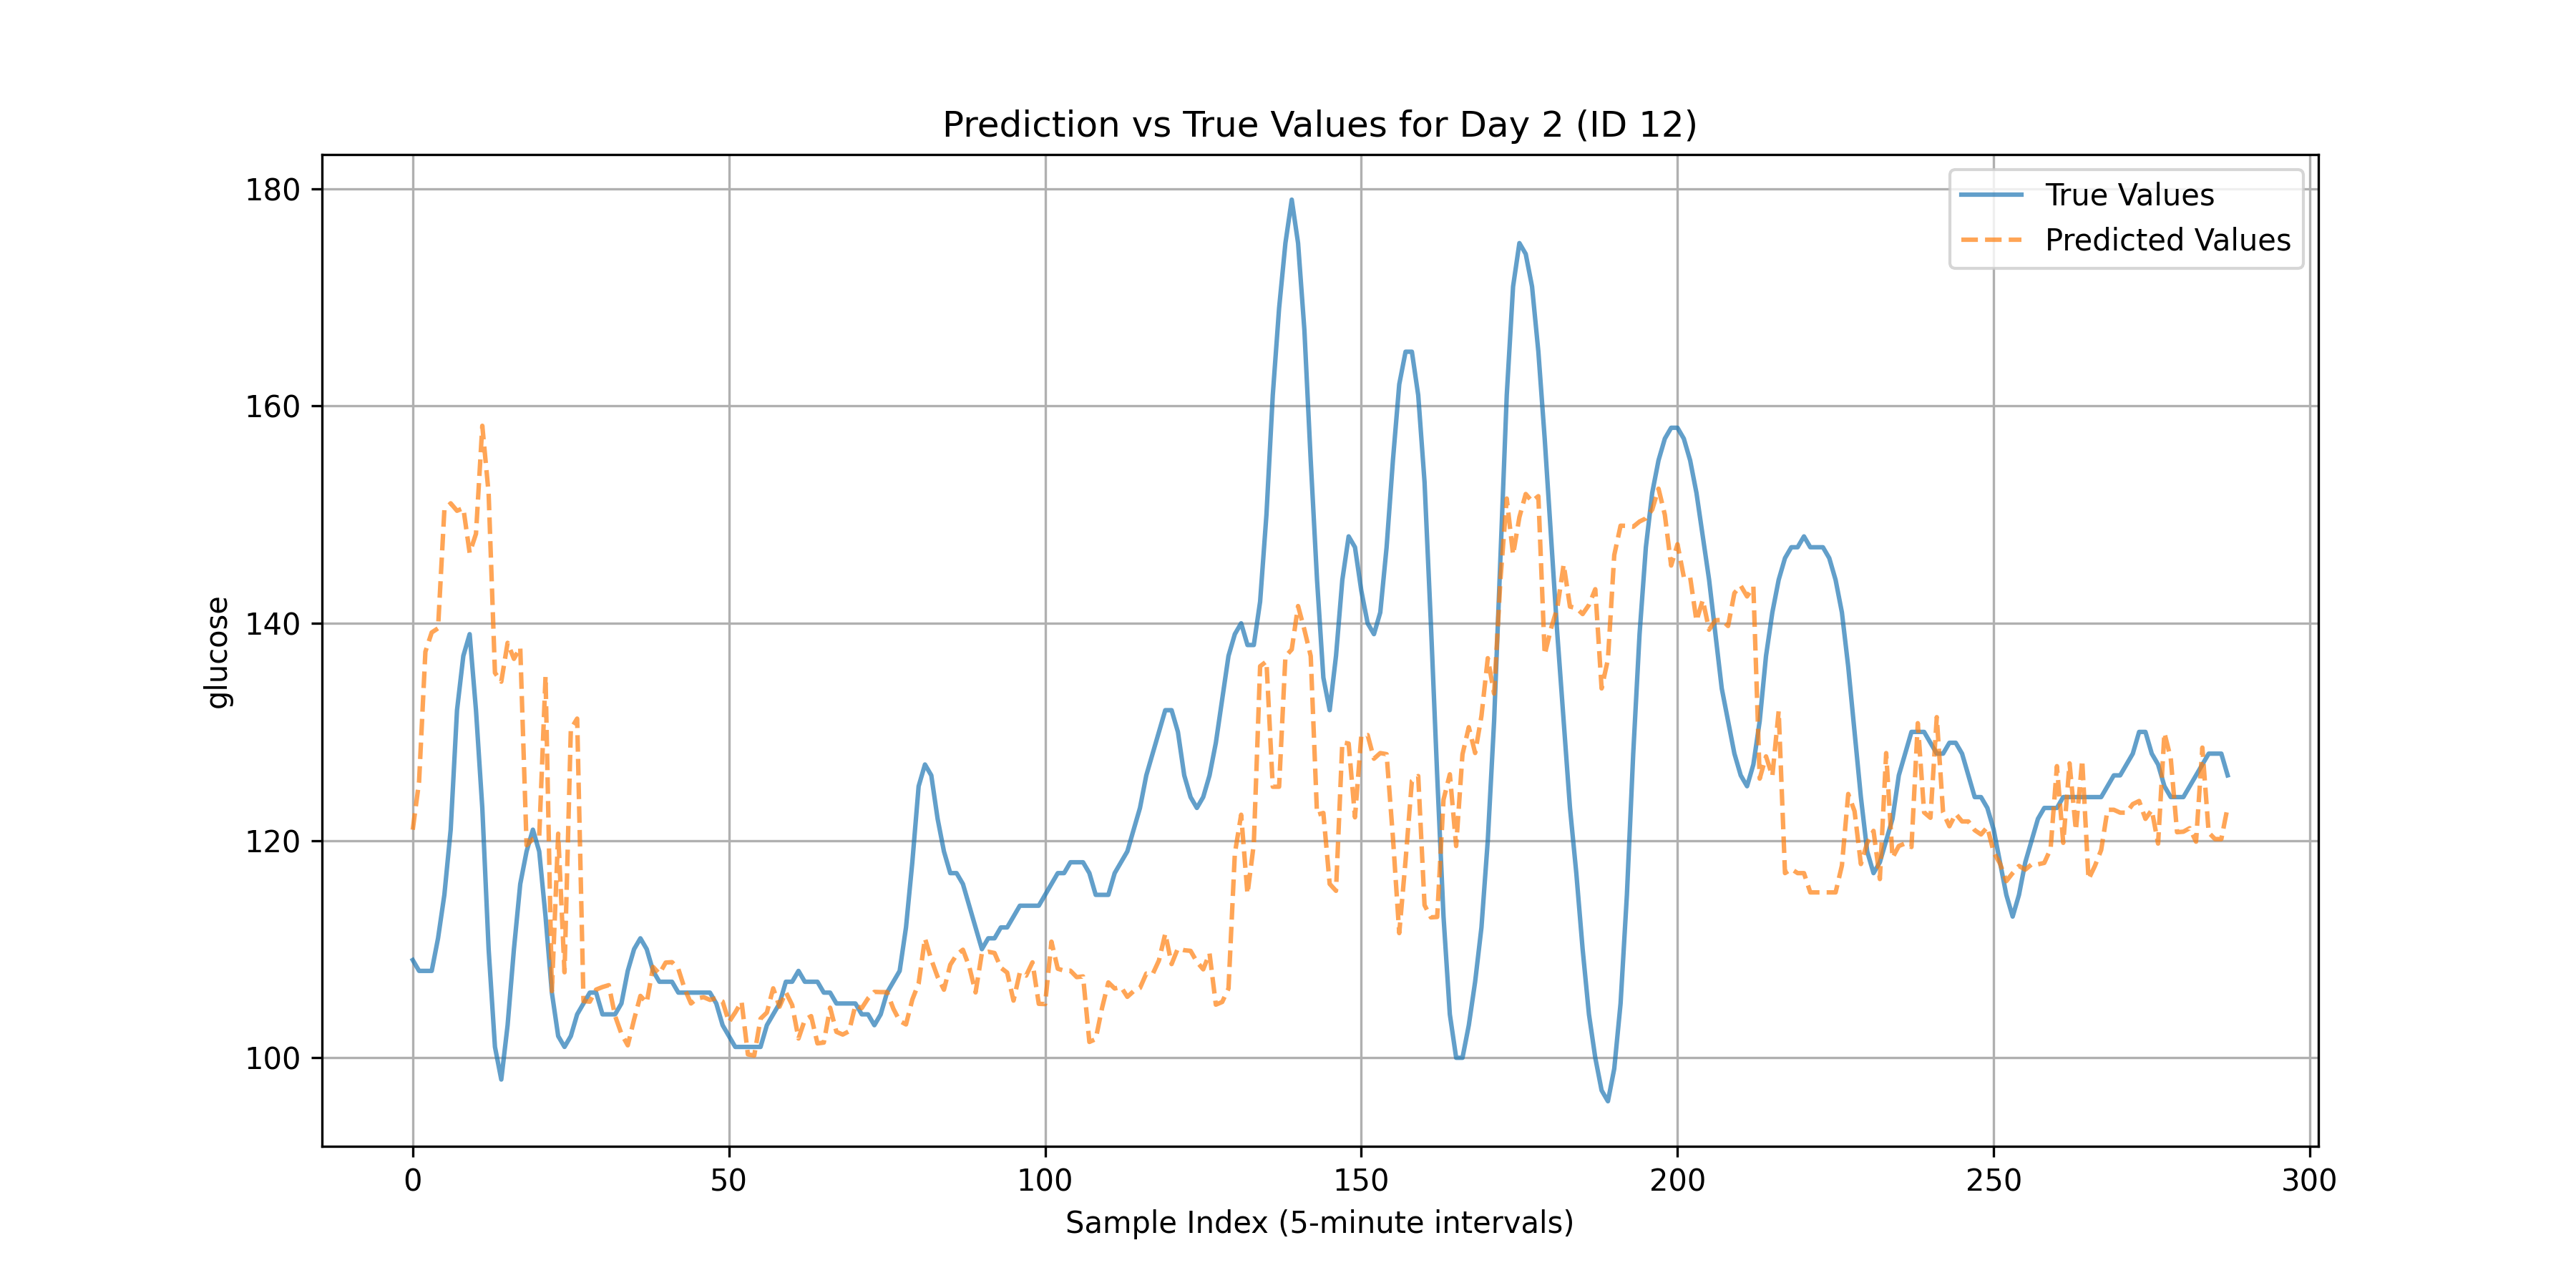 Prediction vs True Values for Day 2 (ID 12)
True Values
Predicted Values
glucose
180
160
140
120
100
0 50 100 150 200 250 300
Sample Index (5-minute intervals)